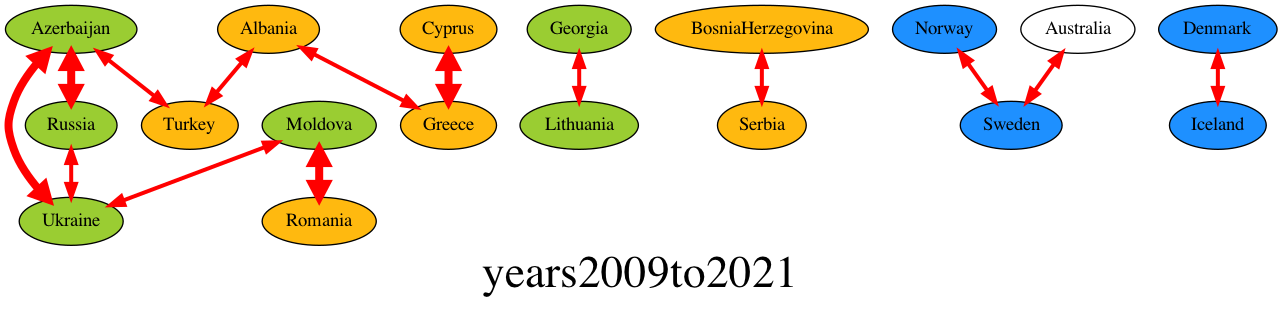 Azerbaijan
Albania
Cyprus
Georgia
BosniaHerzegovina
Norway
Australia
Denmark
Russia
Turkey
Moldova
Greece
Lithuania
Serbia
Sweden
Iceland
Ukraine
Romania
years2009to2021